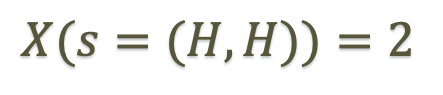 X(s = (H, H)) = 2